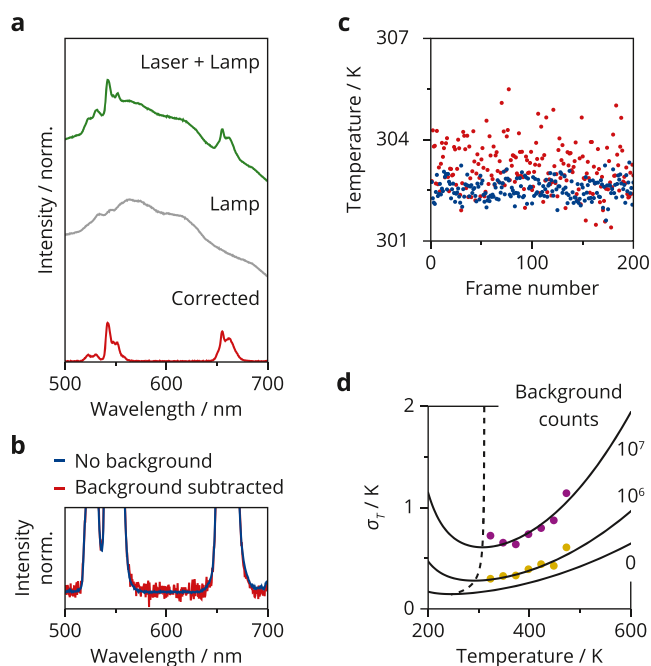 a
Laser + Lamp
Lamp
Corrected
Intensity / norm.
500 600 700
Wavelength / nm
b
No background
Background subtracted
Intensity
norm.
500 600 700
Wavelength / nm
c
307
304
301
Temperature / K
0 100 200
Frame number
d
Background
counts
2
1
0
σT / K
10⁷
10⁶
0
200 400 600
Temperature / K